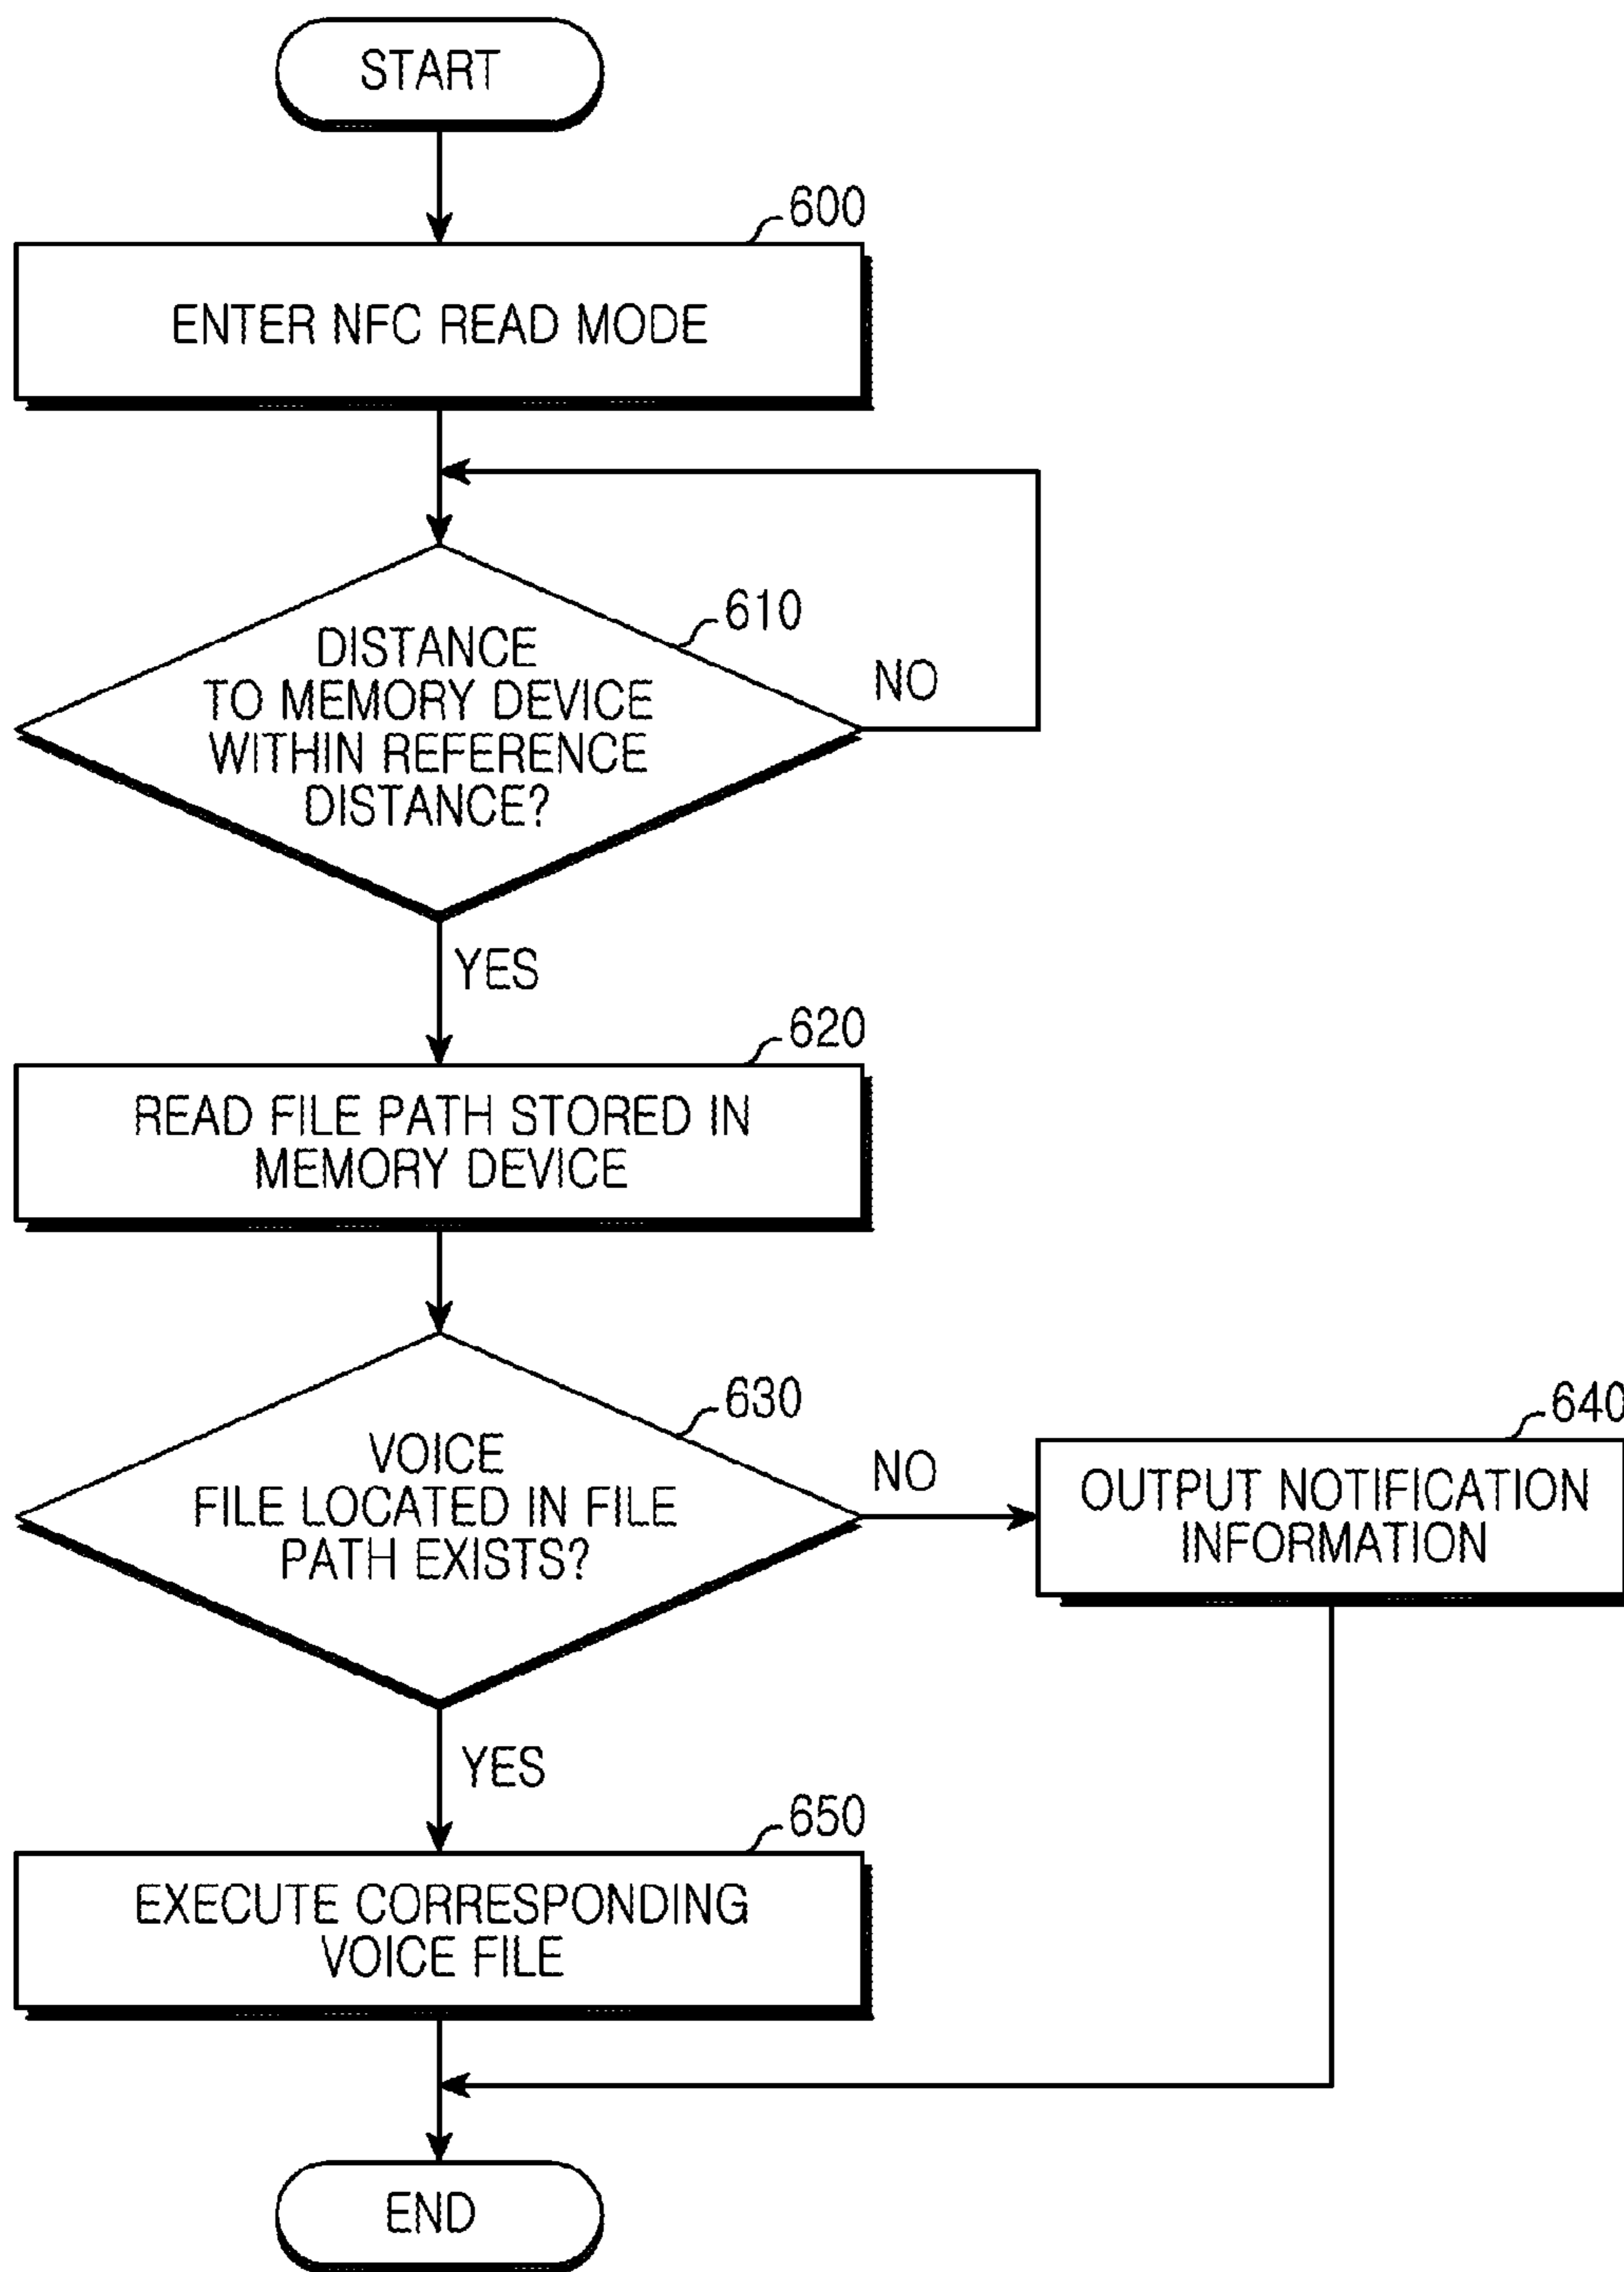 START
600
ENTER NFC READ MODE
610
DISTANCE
TO MEMORY DEVICE
WITHIN REFERENCE
DISTANCE?
NO
YES
620
READ FILE PATH STORED IN
MEMORY DEVICE
630
VOICE
FILE LOCATED IN FILE
PATH EXISTS?
NO
640
OUTPUT NOTIFICATION
INFORMATION
YES
650
EXECUTE CORRESPONDING
VOICE FILE
END